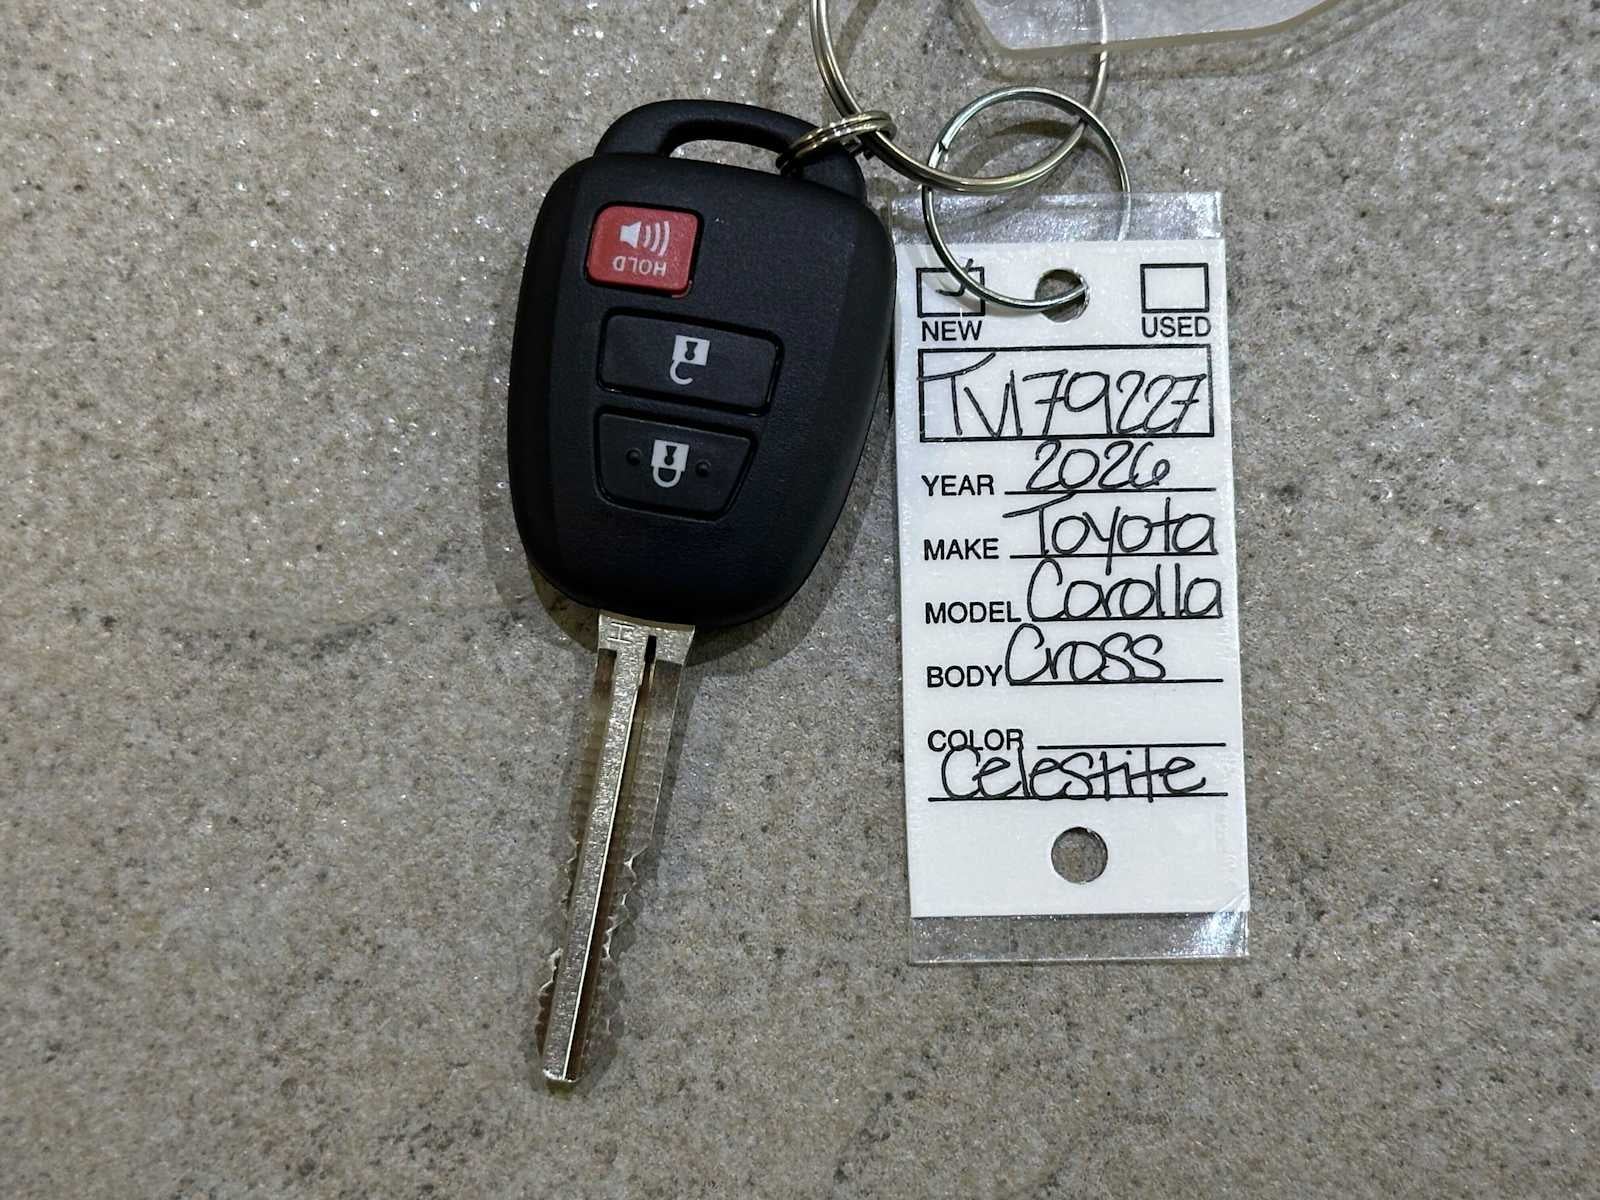 HOLD
NEW USED
TV179227
YEAR 2026
MAKE Toyota
MODEL Corolla
BODY Cross
COLOR
Celestite
H